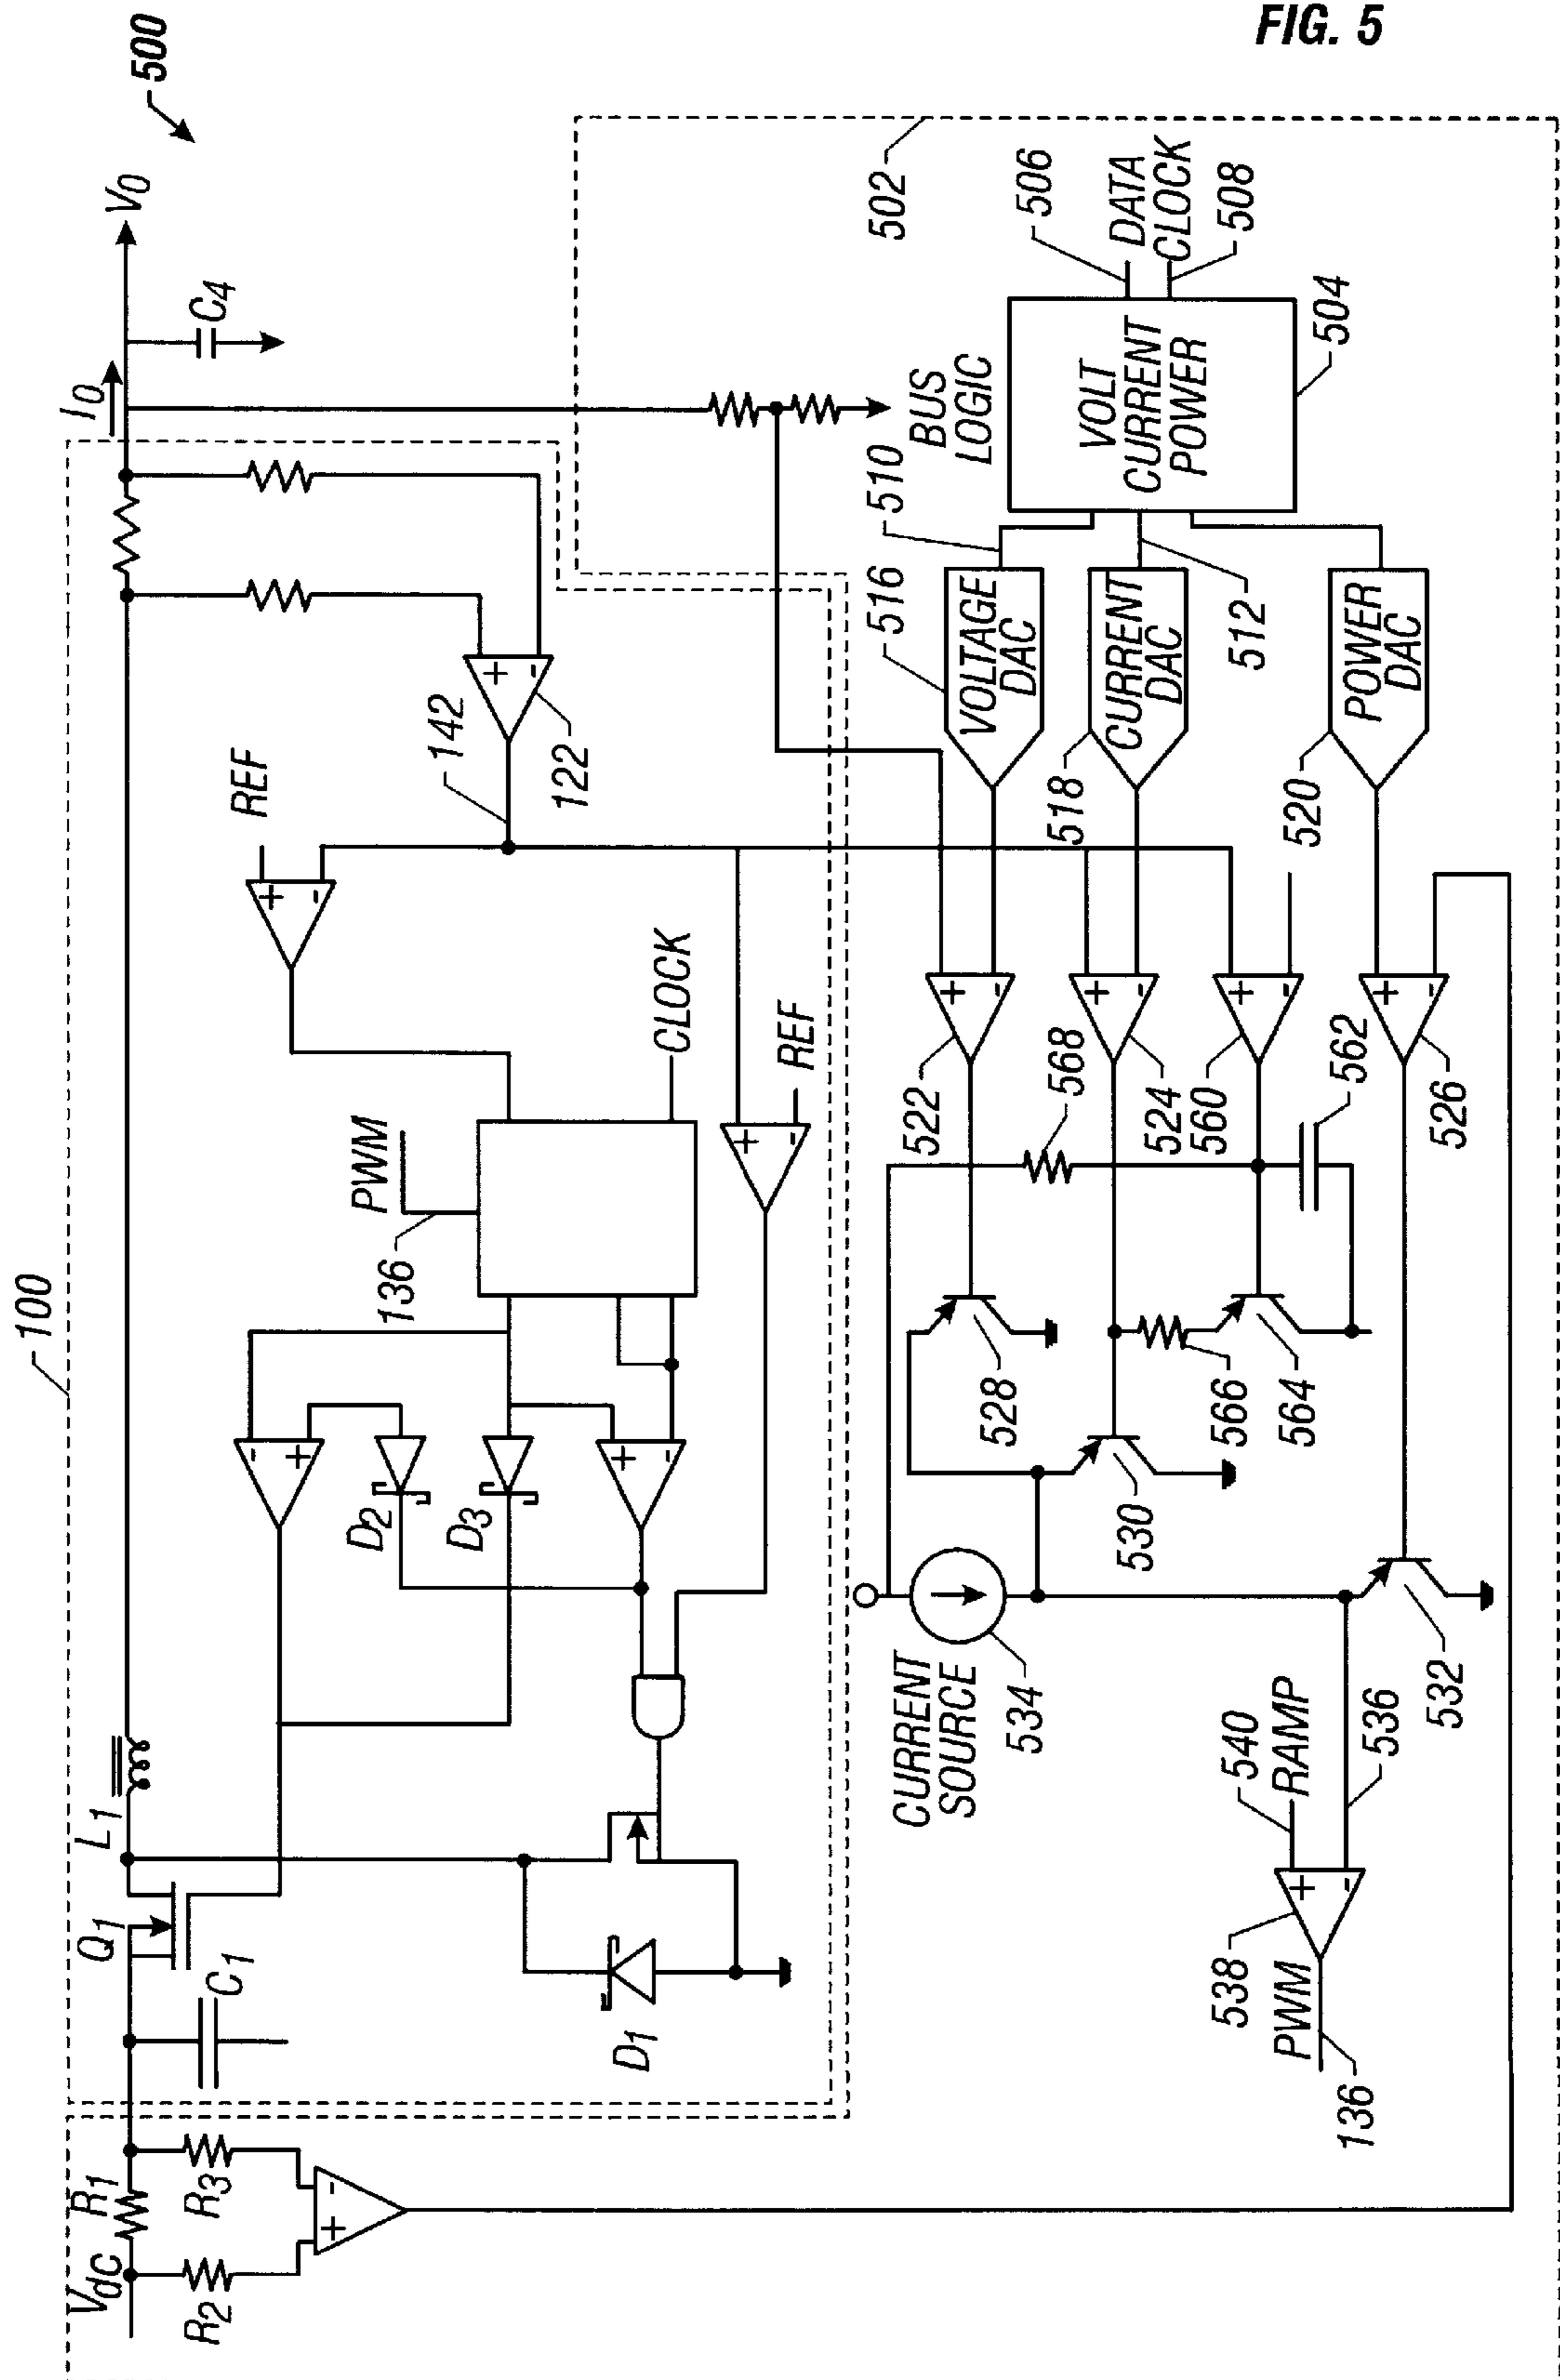 FIG. 5
500
V0
I0
C4
100
REF
142
122
PWM
136
CLOCK
REF
D2
D3
L1
Q1
C1
D1
Vdc
R1
R2
R3
502
506
DATA
CLOCK
508
BUS
LOGIC
VOLT
CURRENT
POWER
504
510
512
516
VOLTAGE
DAC
518
CURRENT
DAC
520
POWER
DAC
522
524
560
526
568
562
528
530
566
564
532
CURRENT
SOURCE
534
540
RAMP
536
538
PWM
136
+
-
+
-
+
-
-
+
+
-
+
-
+
-
+
-
+
-
+
-
+
-